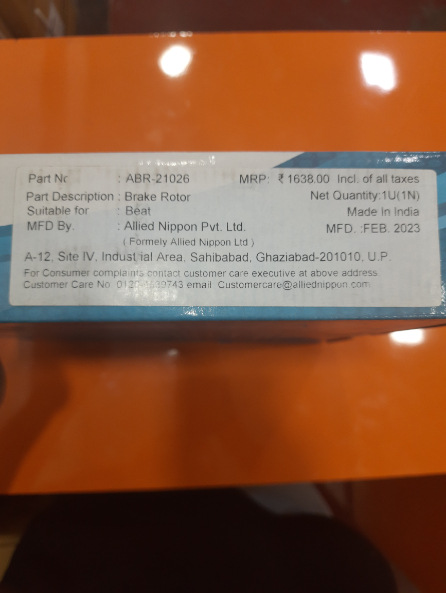 Part No : ABR-21026 MRP: ₹ 1638.00 Incl. of all taxes
Part Description : Brake Rotor Net Quantity:1U(1N)
Suitable for : Beat Made In India
MFD By. : Allied Nippon Pvt. Ltd. MFD. :FEB. 2023
( Formely Allied Nippon Ltd )
A-12, Site IV, Industrial Area, Sahibabad, Ghaziabad-201010, U.P.
For Consumer complaints contact customer care executive at above address
Customer Care No. email Customercare@alliednippon.com